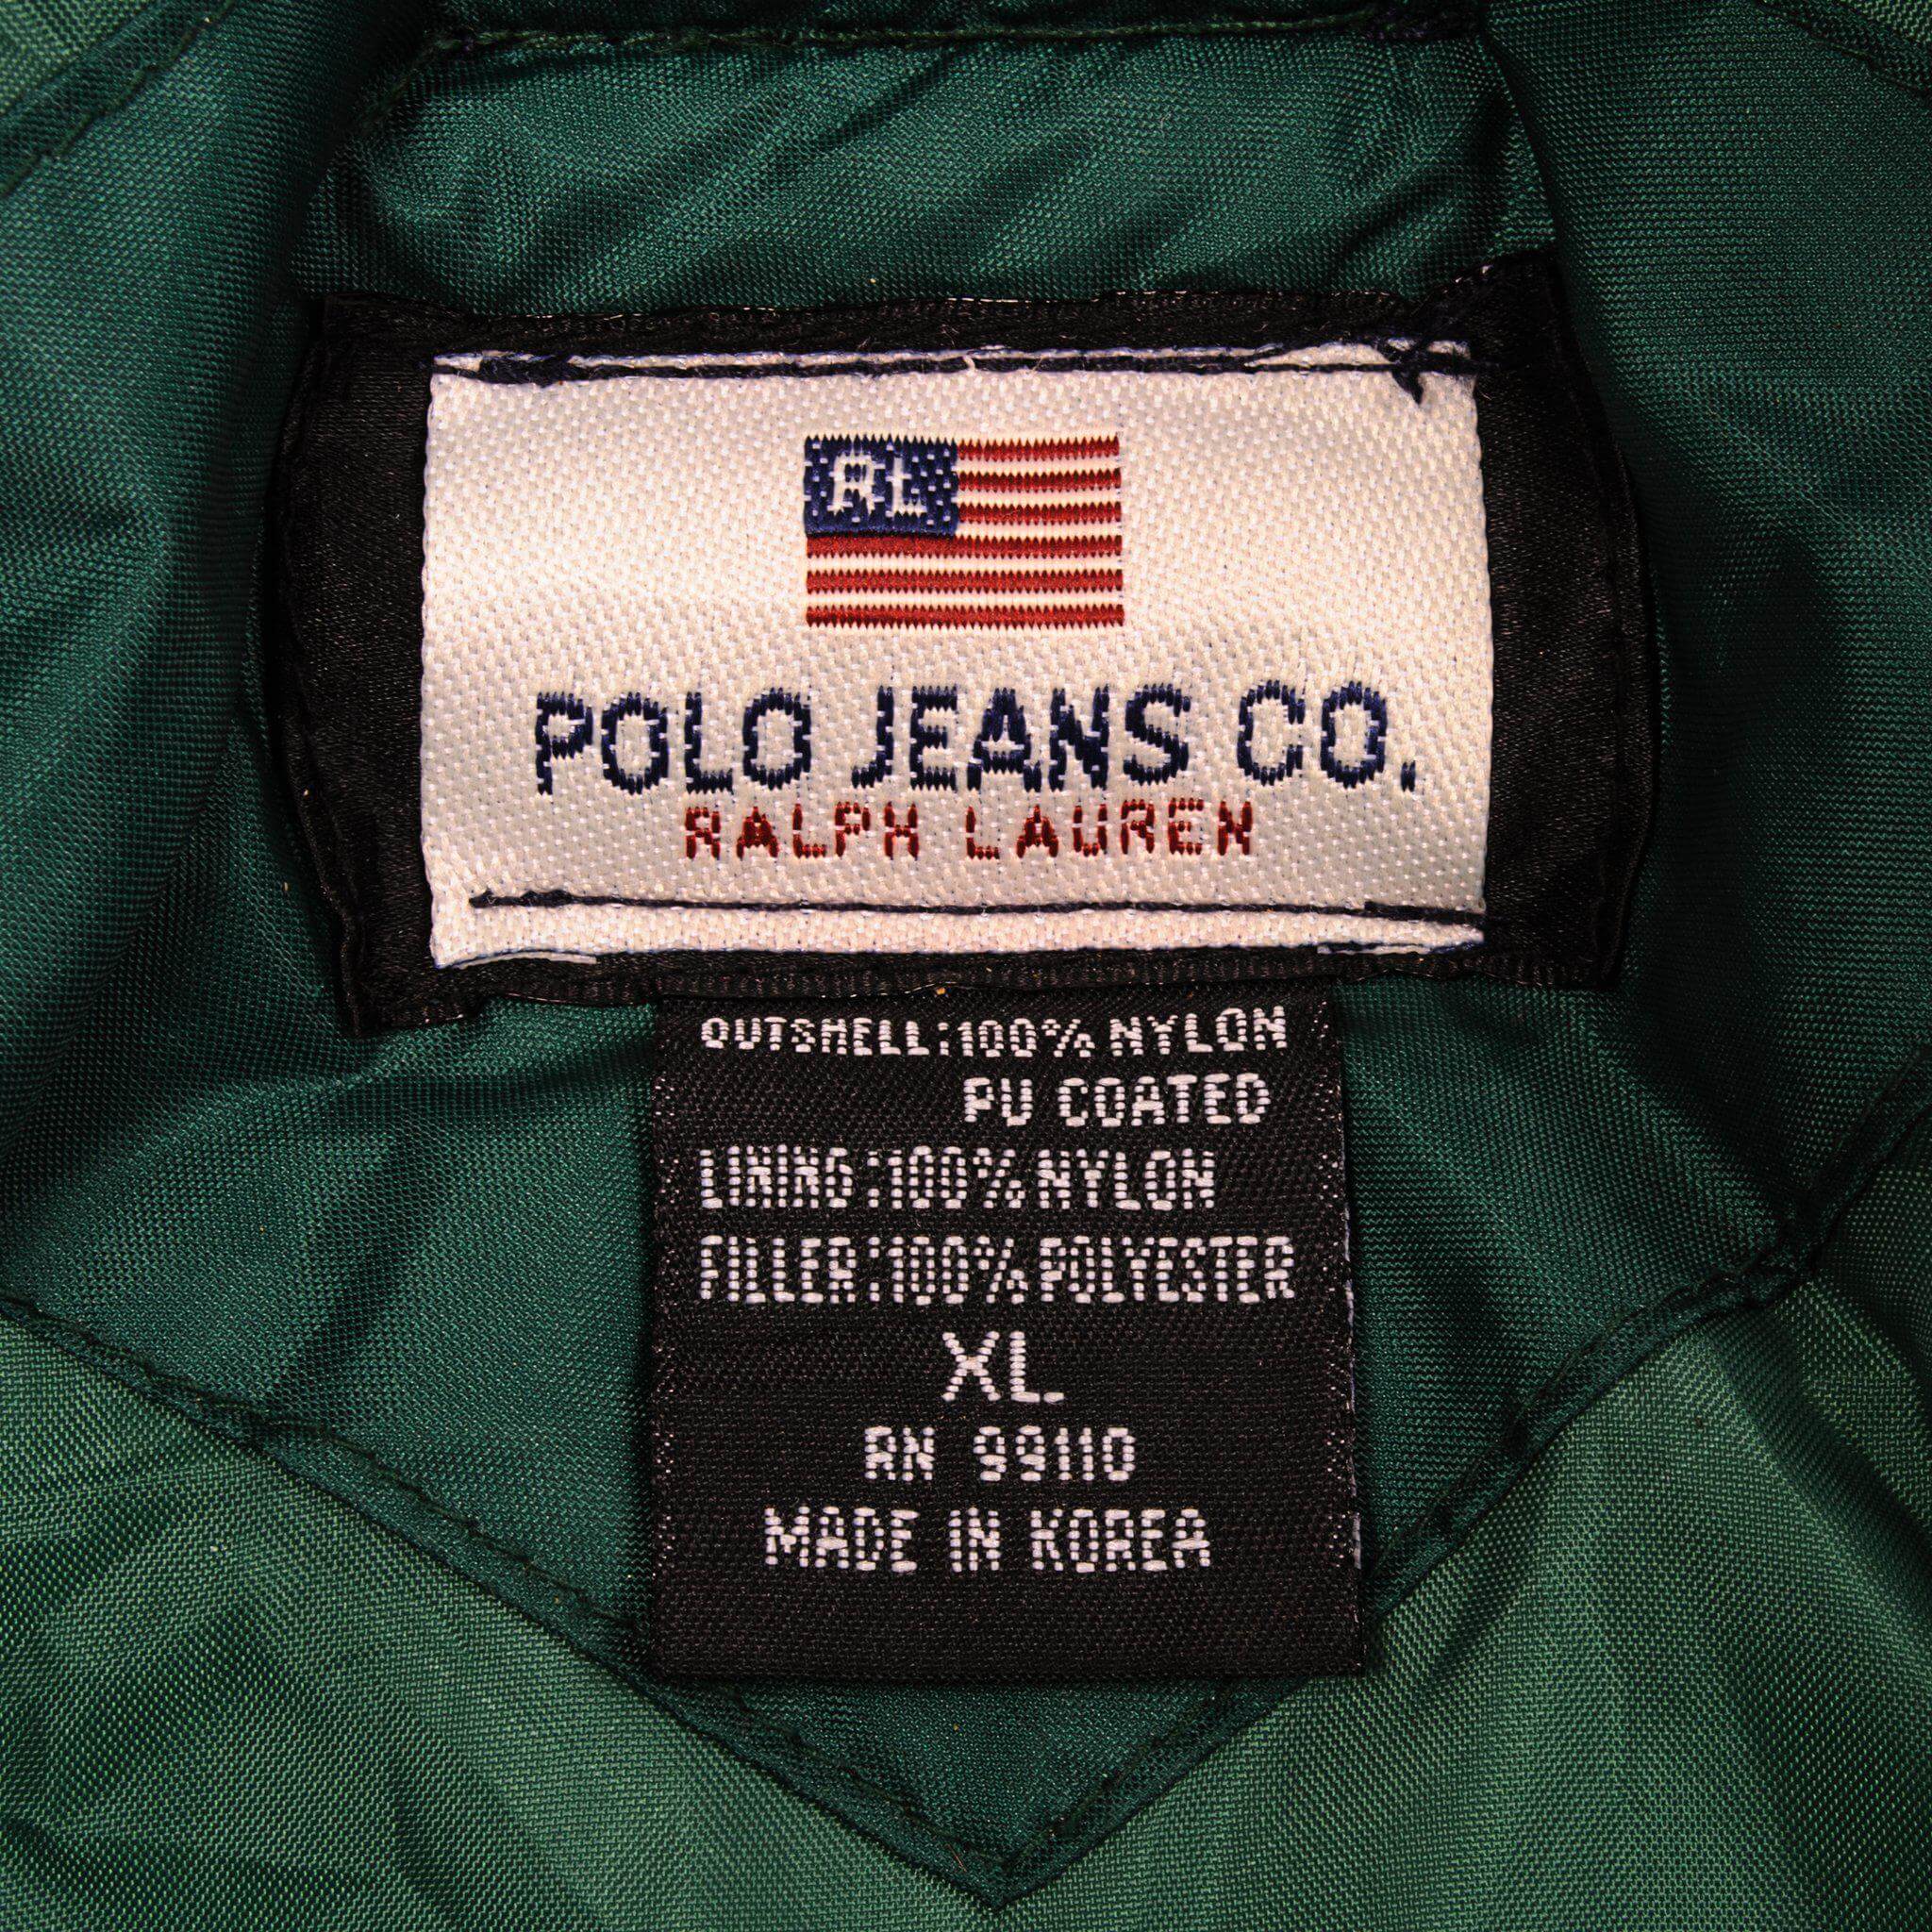 RL
POLO JEANS CO.
RALPH LAUREN
OUTSHELL:100% NYLON
PU COATED
LINING:100% NYLON
FILLER:100% POLYESTER
XL
RN 99110
MADE IN KOREA